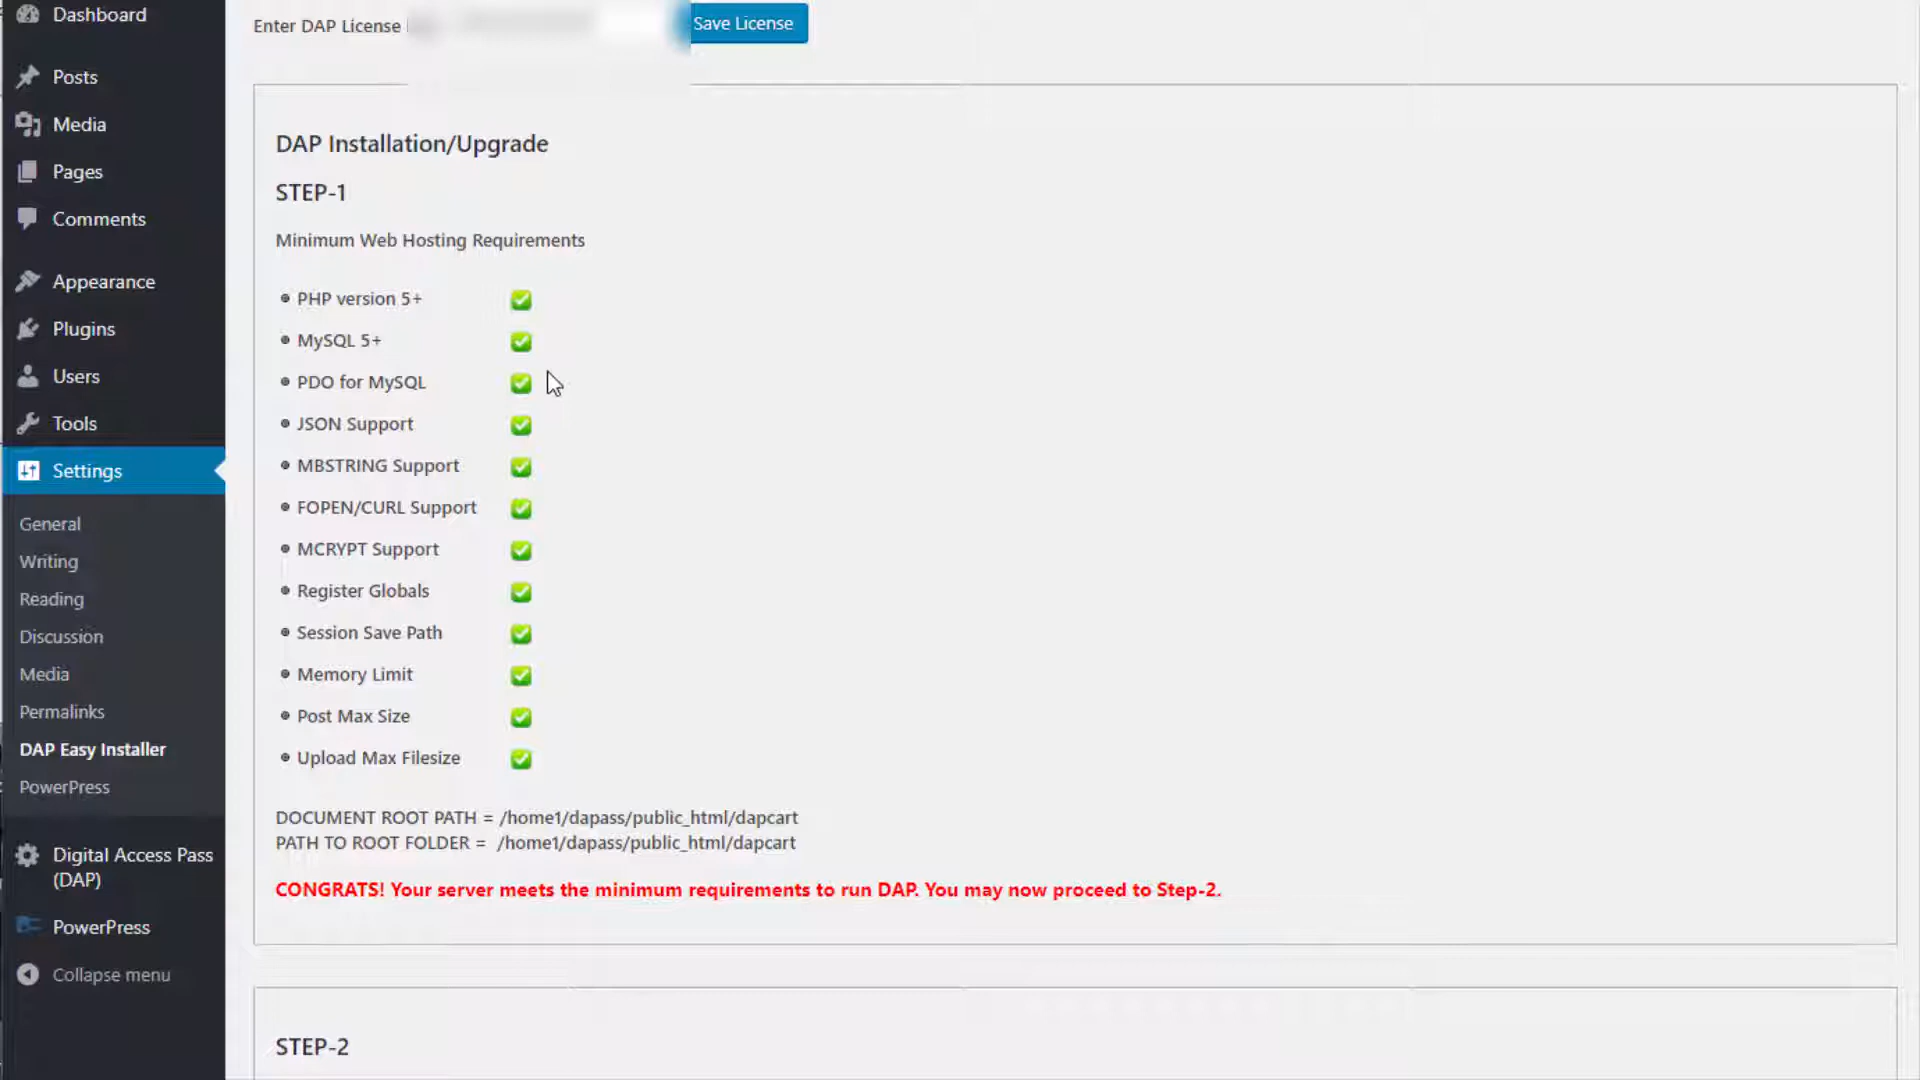 Dashboard
Posts
Media
Pages
Comments
Appearance
Plugins
Users
Tools
Settings
General
Writing
Reading
Discussion
Media
Permalinks
DAP Easy Installer
PowerPress
Digital Access Pass
(DAP)
PowerPress
Collapse menu
Enter DAP License
Save License
DAP Installation/Upgrade
STEP-1
Minimum Web Hosting Requirements
PHP version 5+
MySQL 5+
PDO for MySQL
JSON Support
MBSTRING Support
FOPEN/CURL Support
MCRYPT Support
Register Globals
Session Save Path
Memory Limit
Post Max Size
Upload Max Filesize
DOCUMENT ROOT PATH = /home1/dapass/public_html/dapcart
PATH TO ROOT FOLDER = /home1/dapass/public_html/dapcart
CONGRATS! Your server meets the minimum requirements to run DAP. You may now proceed to Step-2.
STEP-2